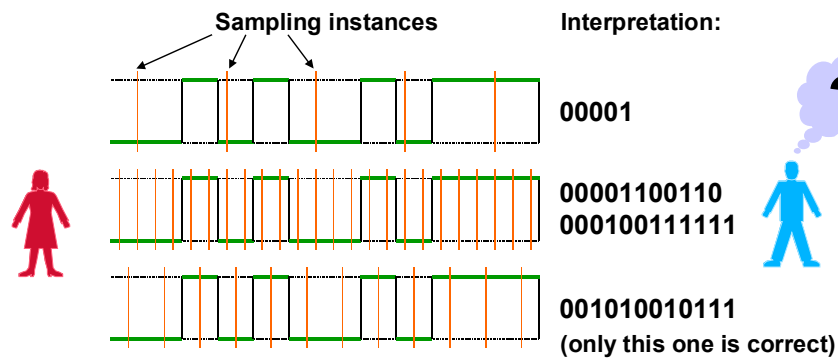 Sampling instances
Interpretation:
00001
00001100110
000100111111
001010010111
(only this one is correct)